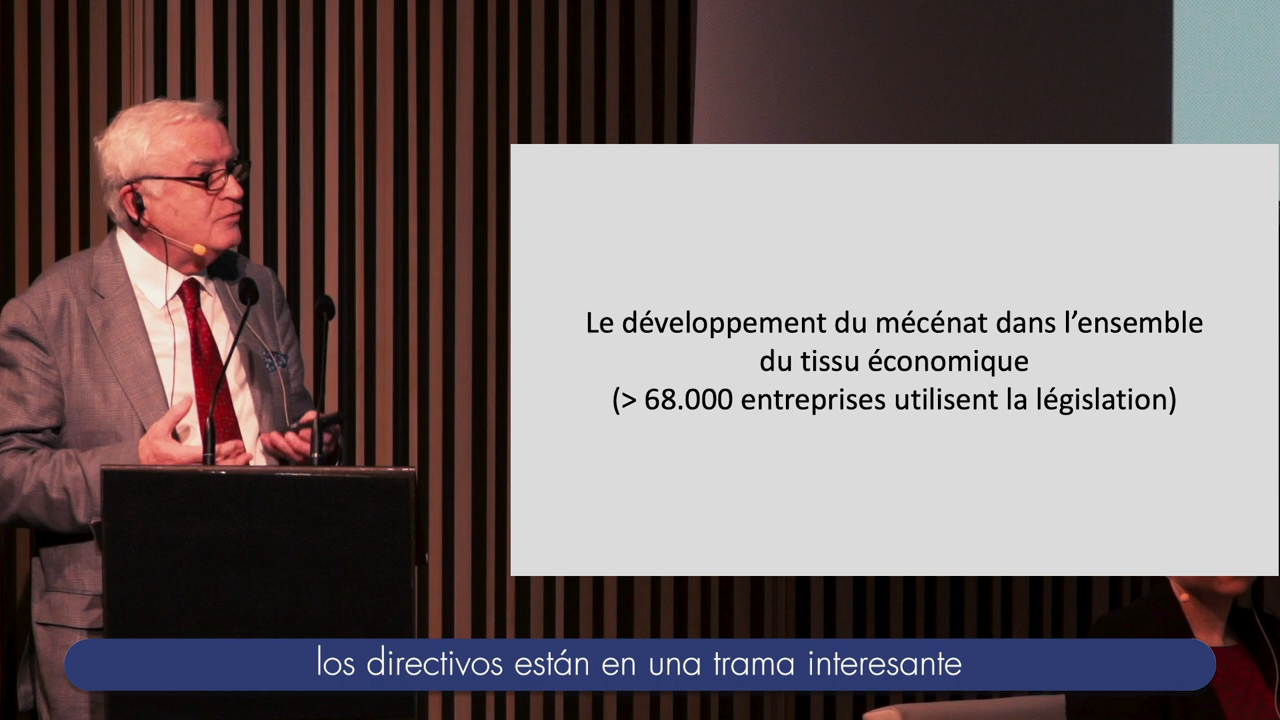 Le développement du mécénat dans l’ensemble
du tissu économique
(> 68.000 entreprises utilisent la législation)
los directivos están en una trama interesante